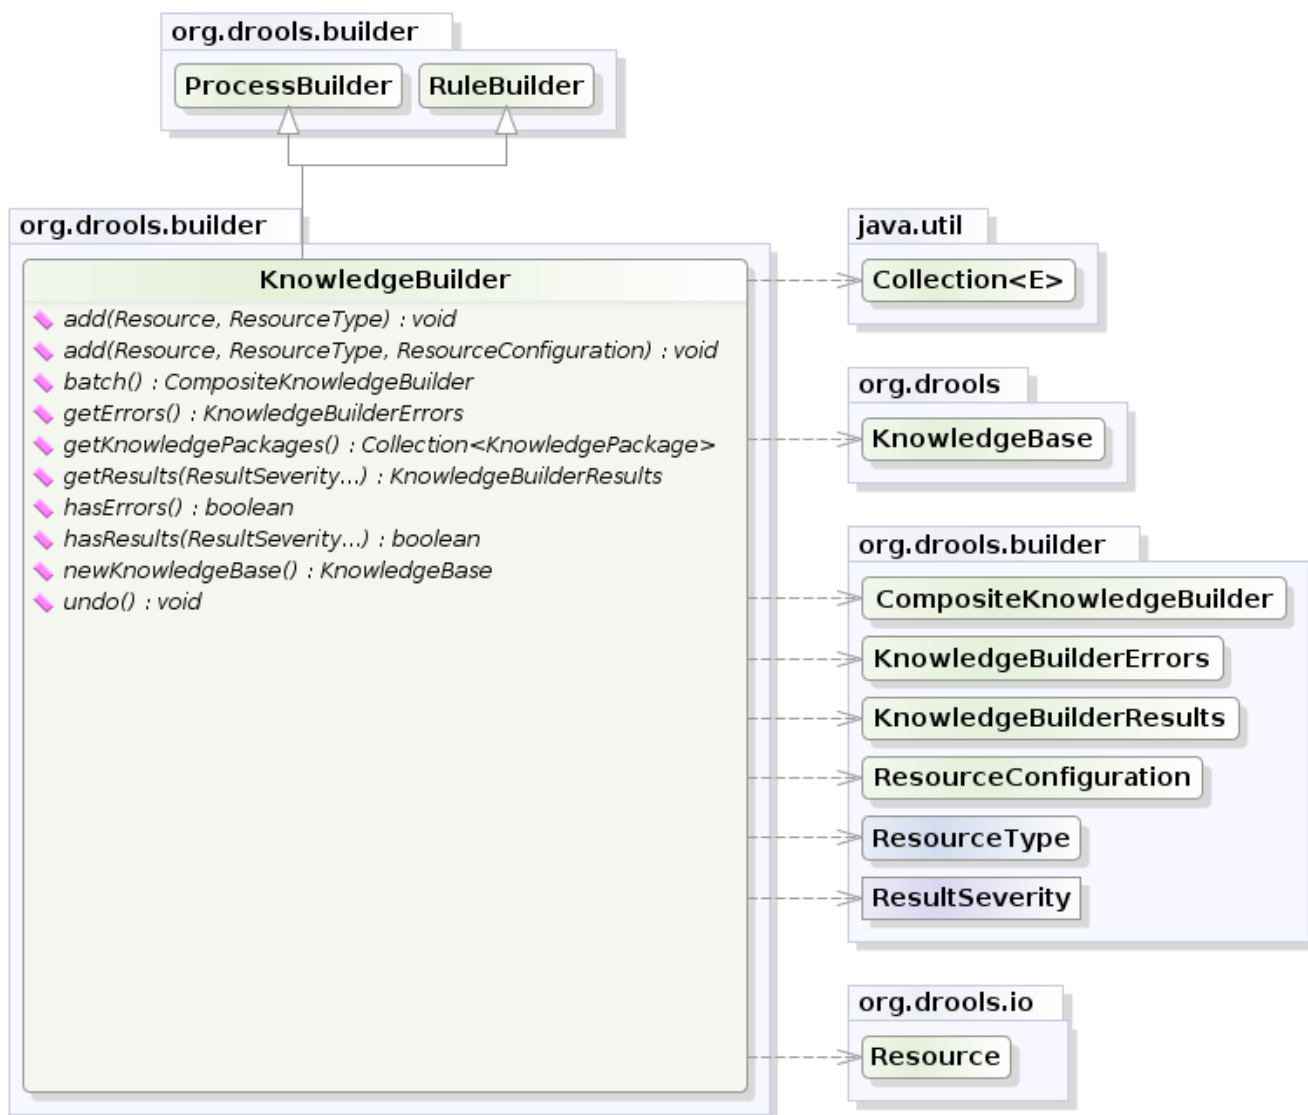 org.drools.builder
ProcessBuilder
RuleBuilder
org.drools.builder
KnowledgeBuilder
add(Resource, ResourceType) : void
add(Resource, ResourceType, ResourceConfiguration) : void
batch() : CompositeKnowledgeBuilder
getErrors() : KnowledgeBuilderErrors
getKnowledgePackages() : Collection<KnowledgePackage>
getResults(ResultSeverity...) : KnowledgeBuilderResults
hasErrors() : boolean
hasResults(ResultSeverity...) : boolean
newKnowledgeBase() : KnowledgeBase
undo() : void
java.util
Collection<E>
org.drools
KnowledgeBase
org.drools.builder
CompositeKnowledgeBuilder
KnowledgeBuilderErrors
KnowledgeBuilderResults
ResourceConfiguration
ResourceType
ResultSeverity
org.drools.io
Resource